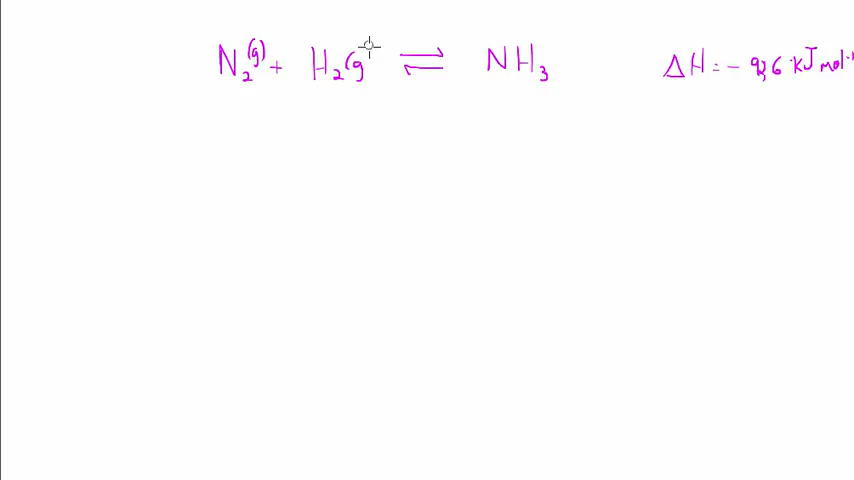 N₂(g) + H₂(g ⇌ NH₃ ΔH = - 92,6 kJ mol⁻¹